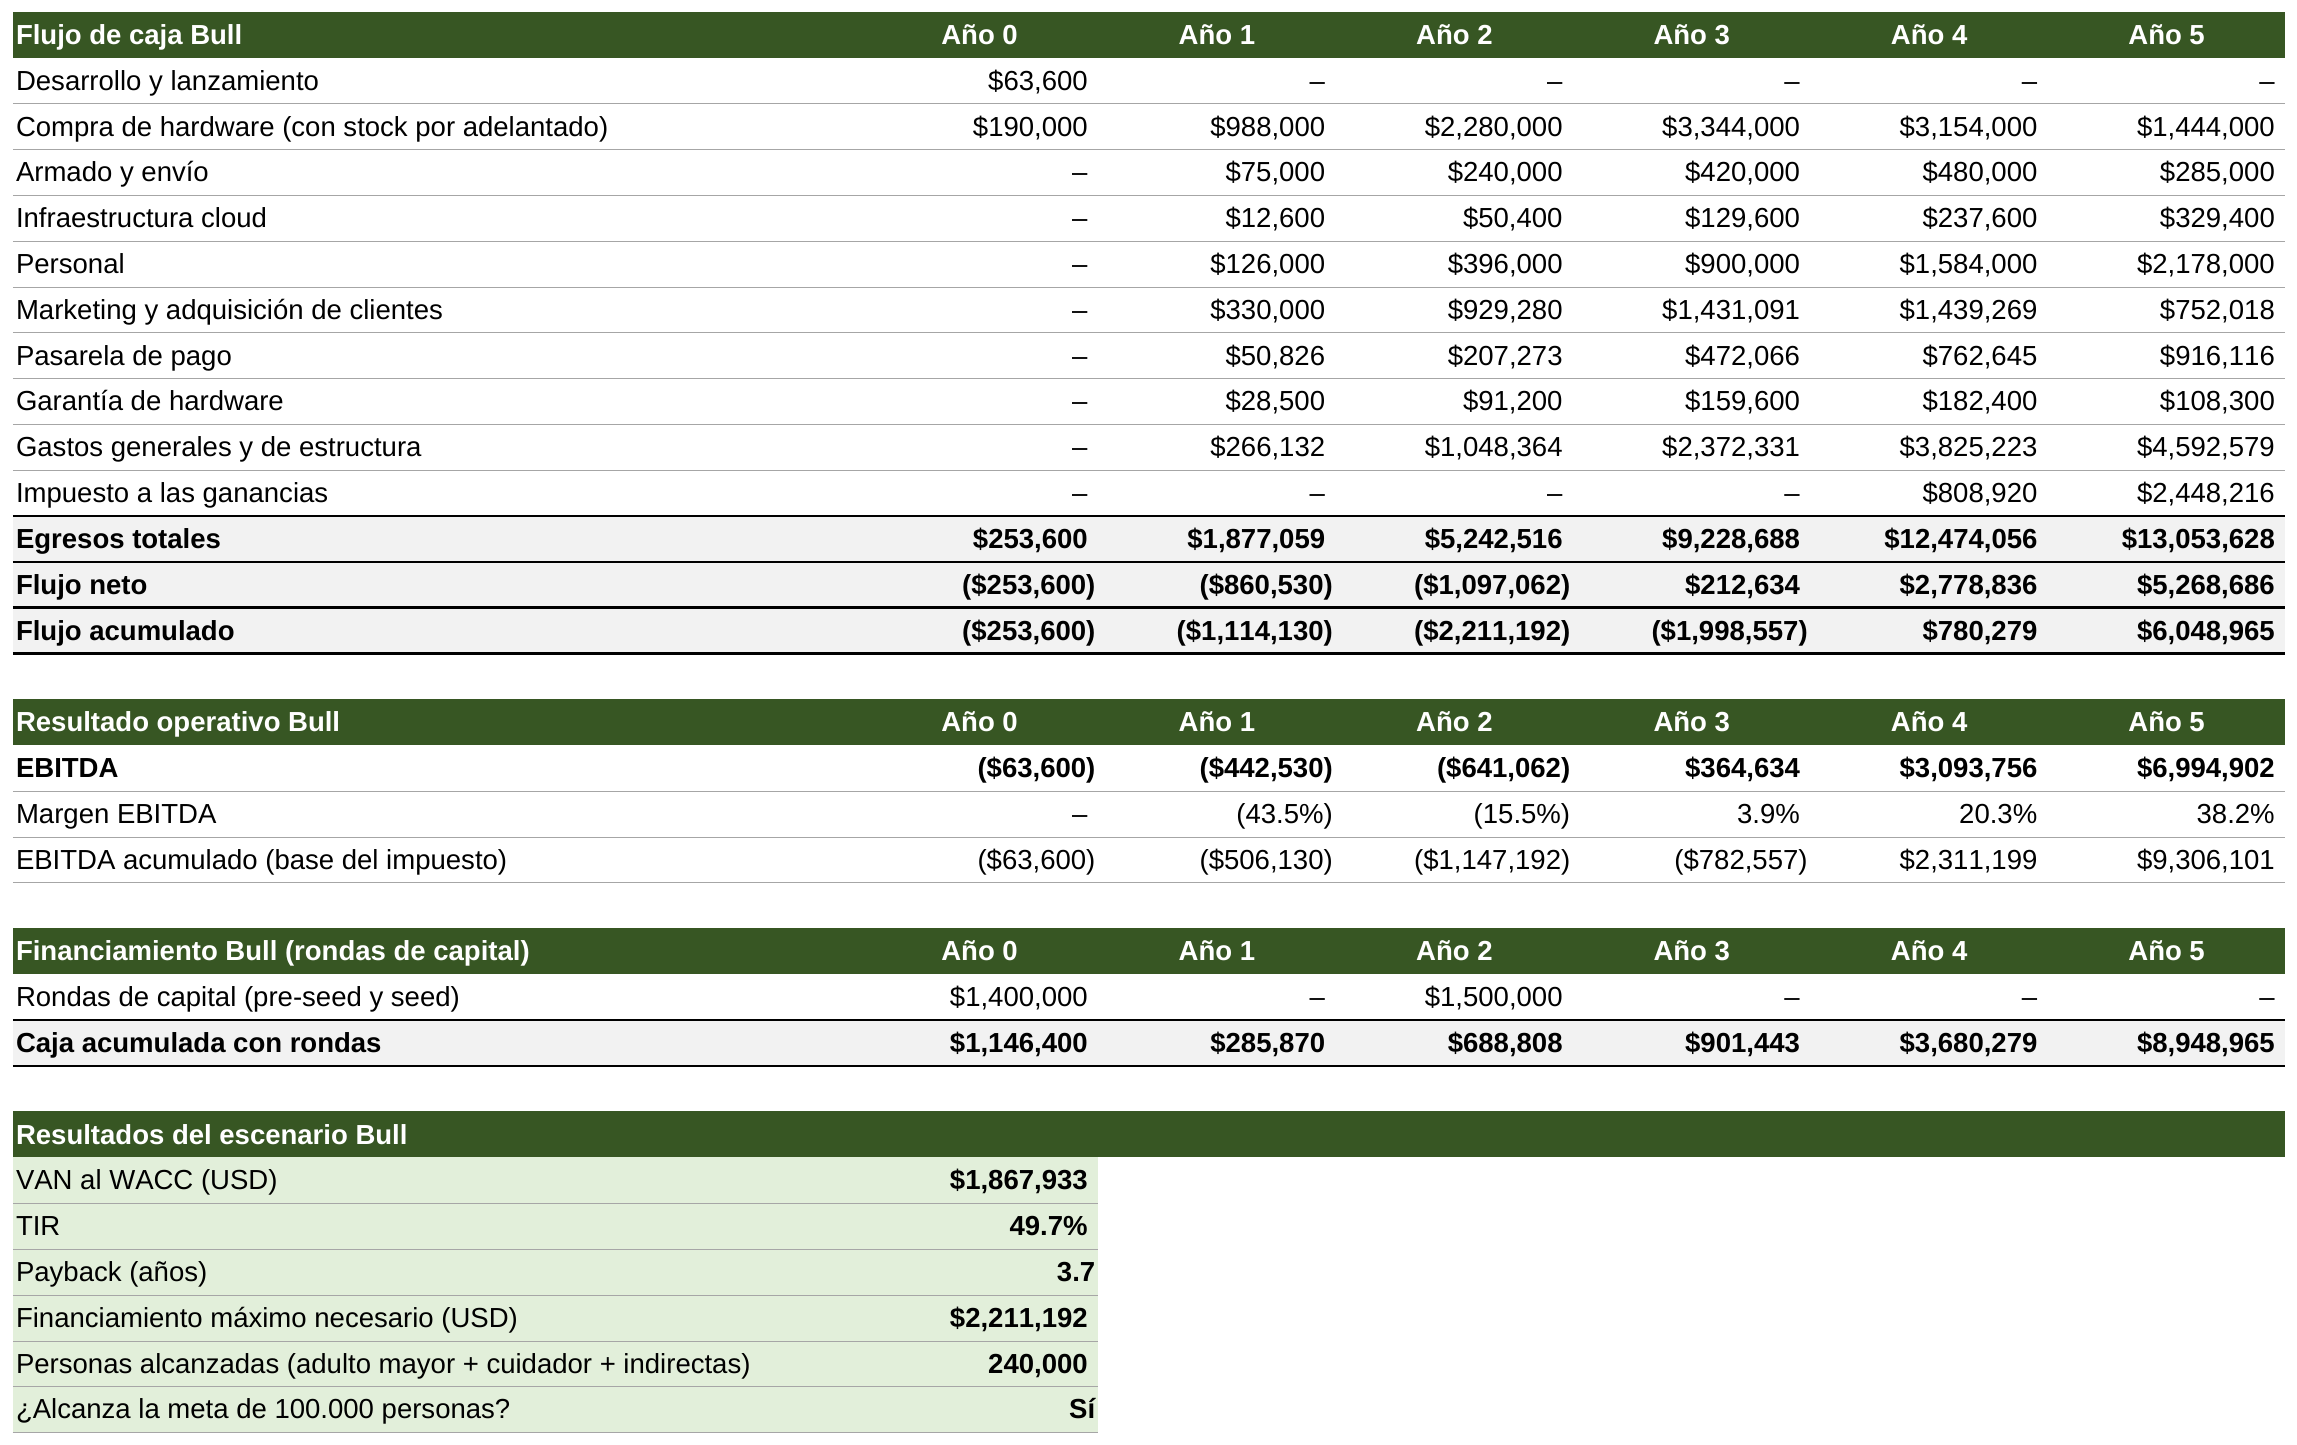 Flujo de caja Bull Año 0 Año 1 Año 2 Año 3 Año 4 Año 5
Desarrollo y lanzamiento $63,600 – – – – –
Compra de hardware (con stock por adelantado) $190,000 $988,000 $2,280,000 $3,344,000 $3,154,000 $1,444,000
Armado y envío – $75,000 $240,000 $420,000 $480,000 $285,000
Infraestructura cloud – $12,600 $50,400 $129,600 $237,600 $329,400
Personal – $126,000 $396,000 $900,000 $1,584,000 $2,178,000
Marketing y adquisición de clientes – $330,000 $929,280 $1,431,091 $1,439,269 $752,018
Pasarela de pago – $50,826 $207,273 $472,066 $762,645 $916,116
Garantía de hardware – $28,500 $91,200 $159,600 $182,400 $108,300
Gastos generales y de estructura – $266,132 $1,048,364 $2,372,331 $3,825,223 $4,592,579
Impuesto a las ganancias – – – – $808,920 $2,448,216
Egresos totales $253,600 $1,877,059 $5,242,516 $9,228,688 $12,474,056 $13,053,628
Flujo neto ($253,600) ($860,530) ($1,097,062) $212,634 $2,778,836 $5,268,686
Flujo acumulado ($253,600) ($1,114,130) ($2,211,192) ($1,998,557) $780,279 $6,048,965
Resultado operativo Bull Año 0 Año 1 Año 2 Año 3 Año 4 Año 5
EBITDA ($63,600) ($442,530) ($641,062) $364,634 $3,093,756 $6,994,902
Margen EBITDA – (43.5%) (15.5%) 3.9% 20.3% 38.2%
EBITDA acumulado (base del impuesto) ($63,600) ($506,130) ($1,147,192) ($782,557) $2,311,199 $9,306,101
Financiamiento Bull (rondas de capital) Año 0 Año 1 Año 2 Año 3 Año 4 Año 5
Rondas de capital (pre-seed y seed) $1,400,000 – $1,500,000 – – –
Caja acumulada con rondas $1,146,400 $285,870 $688,808 $901,443 $3,680,279 $8,948,965
Resultados del escenario Bull
VAN al WACC (USD) $1,867,933
TIR 49.7%
Payback (años) 3.7
Financiamiento máximo necesario (USD) $2,211,192
Personas alcanzadas (adulto mayor + cuidador + indirectas) 240,000
¿Alcanza la meta de 100.000 personas? Sí